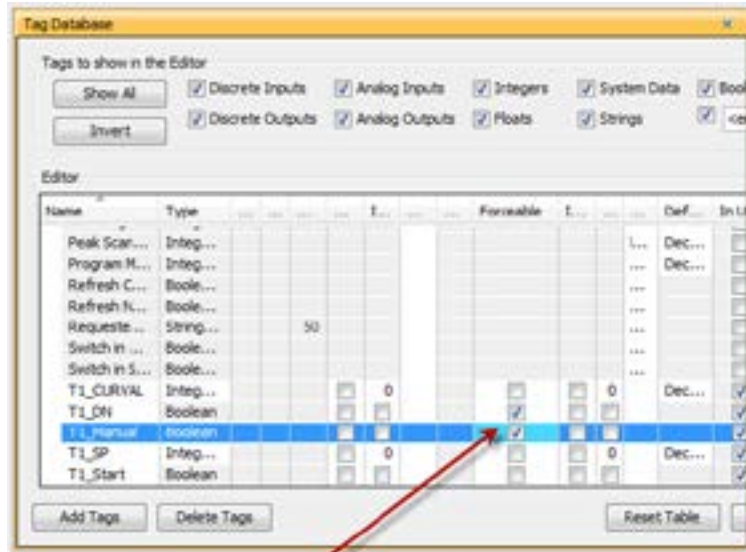 Tag Database
Tags to show in the Editor
Show All
Discrete Inputs
Analog Inputs
Integers
System Data
Bool
Invert
Discrete Outputs
Analog Outputs
Floats
Strings
Editor
Name Type ... ... ... ... I... ... ... Forceable I... ... ... Def... In U
Peak Scan... Integ... ... Dec...
Program M... Integ... ... Dec...
Refresh C... Boole... ...
Refresh N... Boole... ...
Requeste... String... 50 ...
Switch in ... Boole... ...
Switch in S... Boole... ...
T1_CURVAL Integ... 0 0 Dec...
T1_DN Boolean
T1_Manual Boolean
T1_SP Integ... 0 0 Dec...
T1_Start Boolean
Add Tags
Delete Tags
Reset Table